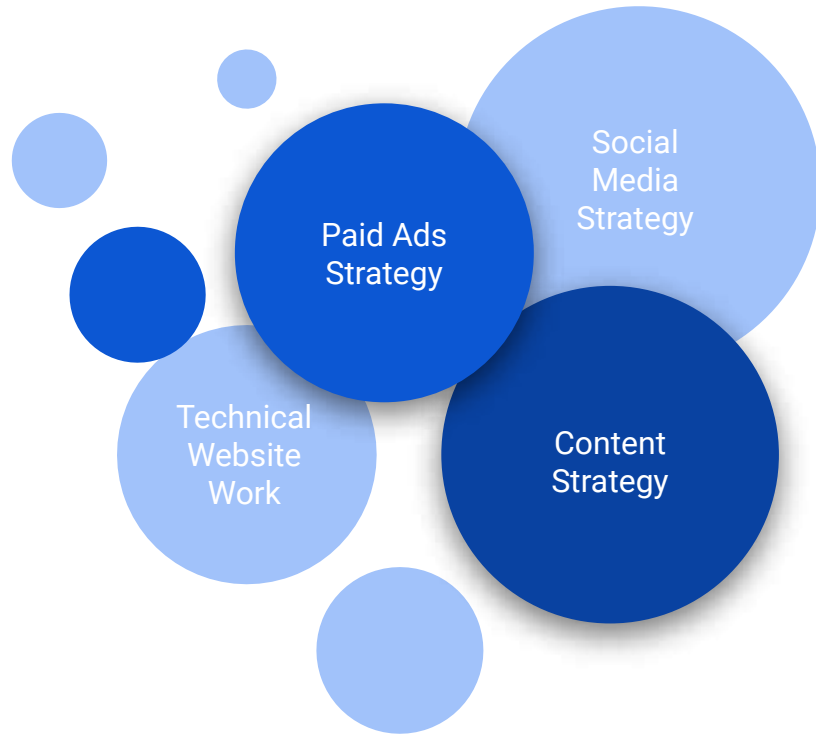 Social
Media
Strategy
Paid Ads
Strategy
Technical
Website
Work
Content
Strategy